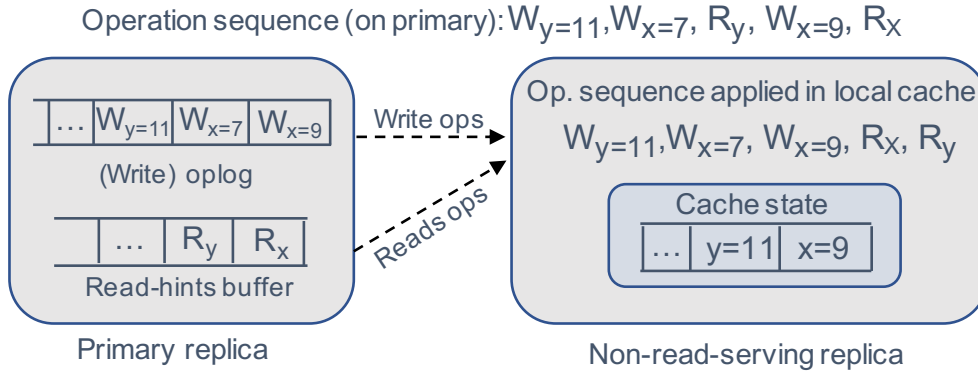 Operation sequence (on primary): Wy=11,Wx=7, Ry, Wx=9, RX
... Wy=11 Wx=7 Wx=9
(Write) oplog
... Ry Rx
Read-hints buffer
Primary replica
Write ops
Reads ops
Op. sequence applied in local cache
Wy=11,Wx=7, Wx=9, RX, Ry
Cache state
... y=11 x=9
Non-read-serving replica